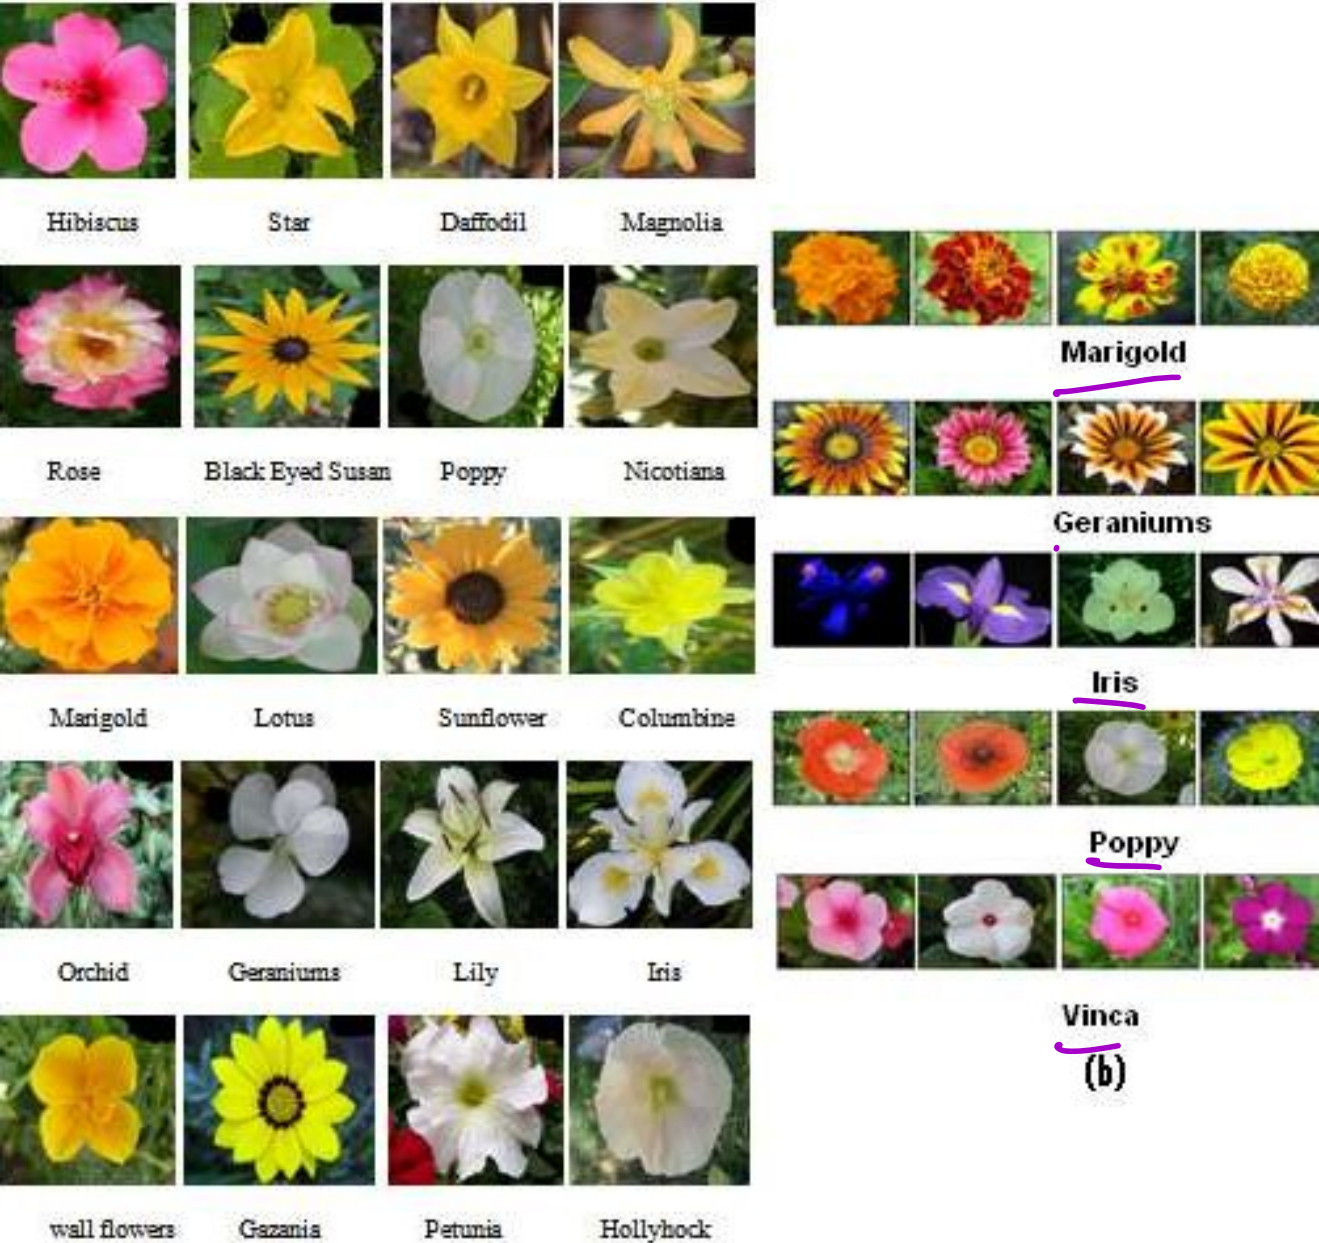 Hibiscus Star Daffodil Magnolia
Rose Black Eyed Susan Poppy Nicotiana
Marigold Lotus Sunflower Columbine
Orchid Geraniums Lily Iris
wall flowers Gazania Petunia Hollyhock
Marigold
Geraniums
Iris
Poppy
Vinca
(b)